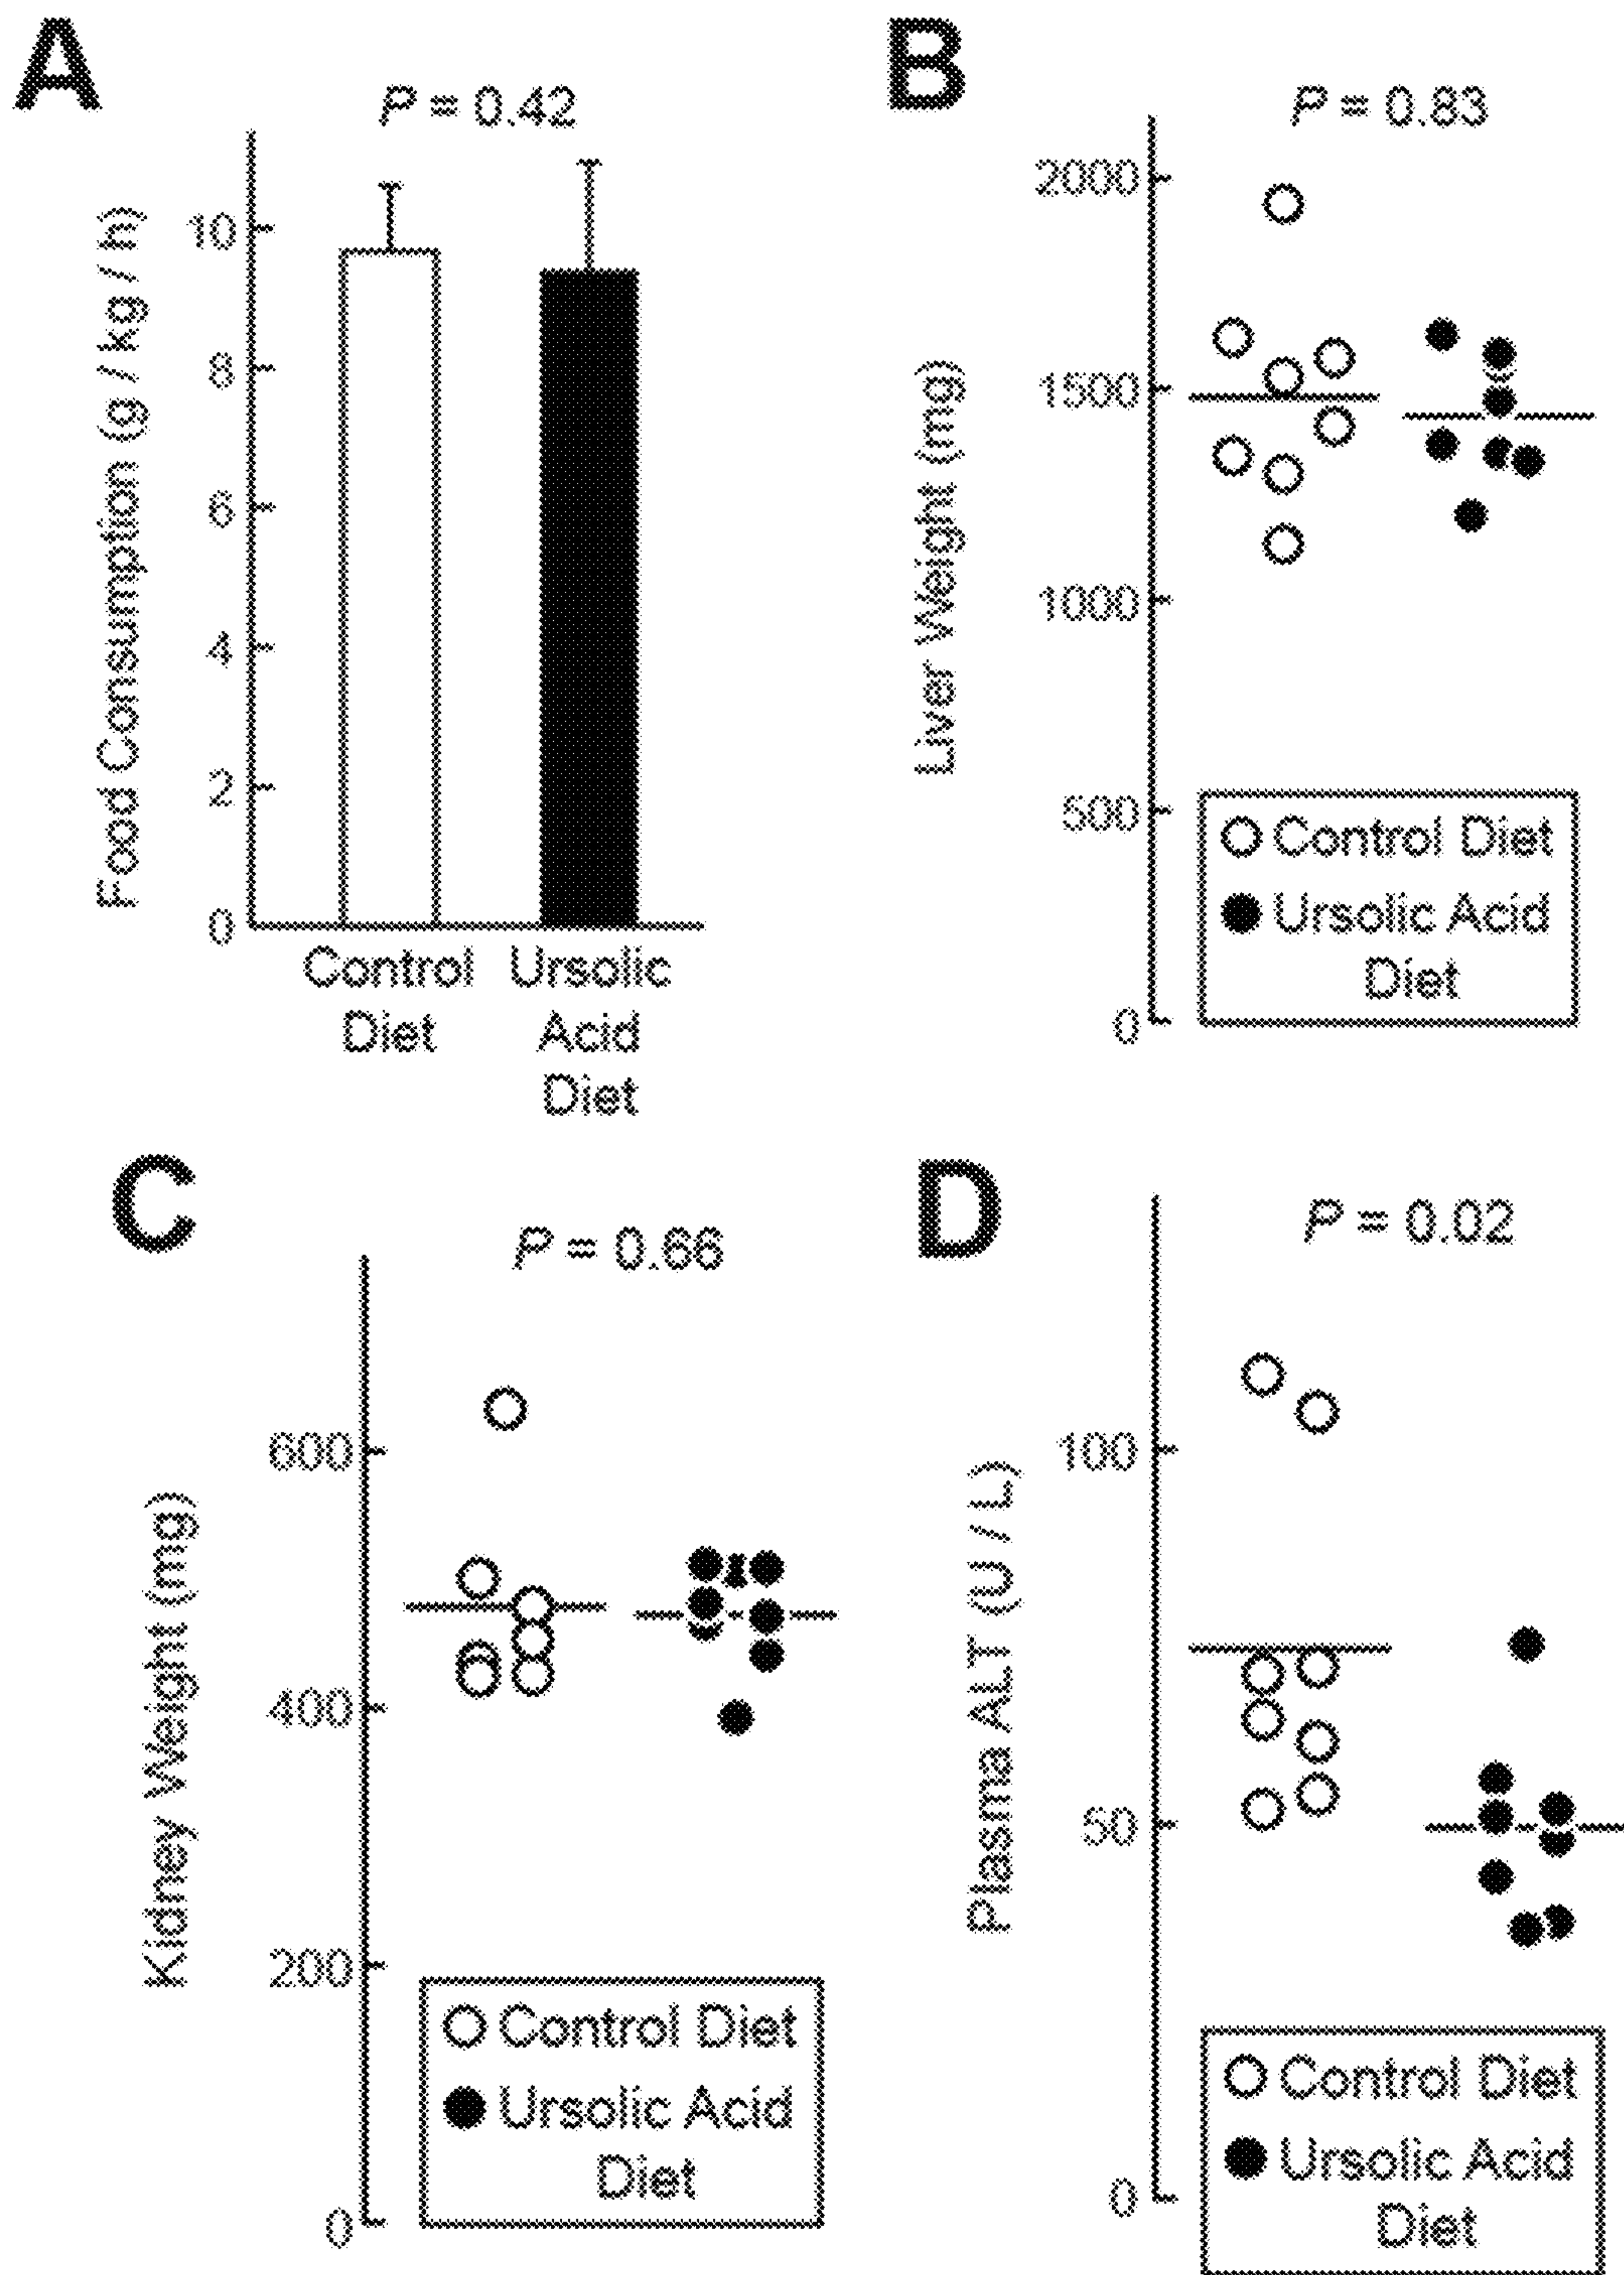 A
P = 0.42
Food Consumption (g / kg / h)
10
8
6
4
2
0
Control
Diet
Ursolic
Acid
Diet
B
P = 0.83
Liver Weight (mg)
2000
1500
1000
500
0
Control Diet
Ursolic Acid
Diet
C
P = 0.66
Kidney Weight (mg)
600
400
200
0
Control Diet
Ursolic Acid
Diet
D
P = 0.02
Plasma ALT (U / L)
100
50
0
Control Diet
Ursolic Acid
Diet